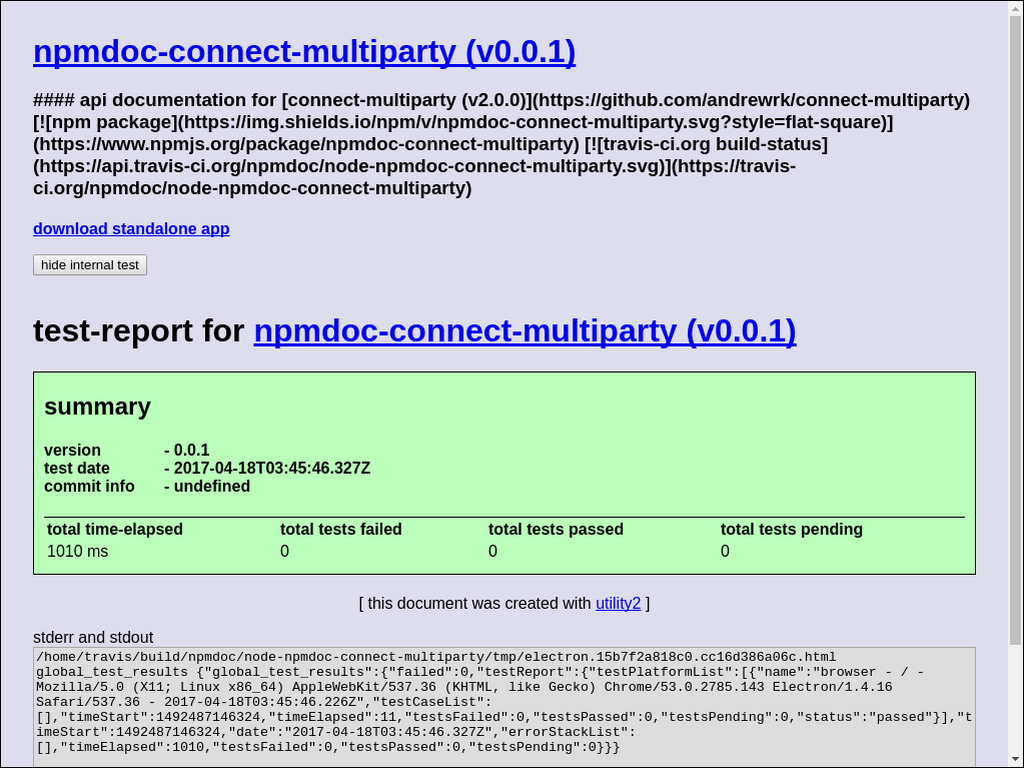 npmdoc-connect-multiparty (v0.0.1)
#### api documentation for [connect-multiparty (v2.0.0)](https://github.com/andrewrk/connect-multiparty)
[![npm package](https://img.shields.io/npm/v/npmdoc-connect-multiparty.svg?style=flat-square)]
(https://www.npmjs.org/package/npmdoc-connect-multiparty) [![travis-ci.org build-status]
(https://api.travis-ci.org/npmdoc/node-npmdoc-connect-multiparty.svg)](https://travis-
ci.org/npmdoc/node-npmdoc-connect-multiparty)
download standalone app
hide internal test
test-report for npmdoc-connect-multiparty (v0.0.1)
summary
version - 0.0.1
test date - 2017-04-18T03:45:46.327Z
commit info - undefined
total time-elapsed total tests failed total tests passed total tests pending
1010 ms 0 0 0
[ this document was created with utility2 ]
stderr and stdout
/home/travis/build/npmdoc/node-npmdoc-connect-multiparty/tmp/electron.15b7f2a818c0.cc16d386a06c.html
global_test_results {"global_test_results":{"failed":0,"testReport":{"testPlatformList":[{"name":"browser - / -
Mozilla/5.0 (X11; Linux x86_64) AppleWebKit/537.36 (KHTML, like Gecko) Chrome/53.0.2785.143 Electron/1.4.16
Safari/537.36 - 2017-04-18T03:45:46.226Z","testCaseList":
[],"timeStart":1492487146324,"timeElapsed":11,"testsFailed":0,"testsPassed":0,"testsPending":0,"status":"passed"}],"t
imeStart":1492487146324,"date":"2017-04-18T03:45:46.327Z","errorStackList":
[],"timeElapsed":1010,"testsFailed":0,"testsPassed":0,"testsPending":0}}}